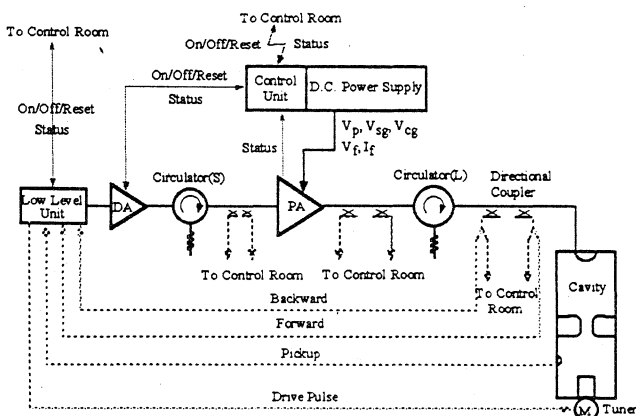 To Control Room
To Control Room
On/Off/Reset
Status
On/Off/Reset
Status
Control
Unit
D.C. Power Supply
On/Off/Reset
Status
Status
Vp, Vsg, Vcg
Vf, If
Low Level
Unit
DA
Circulator(S)
PA
Circulator(L)
Directional
Coupler
To Control Room
To Control Room
To Control
Room
Cavity
Backward
Forward
Pickup
Drive Pulse
M
Tuner